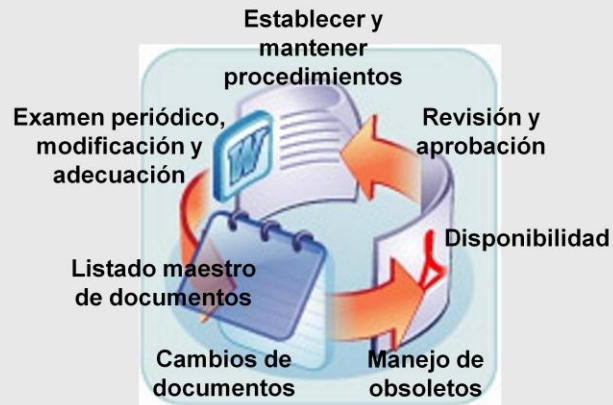 Establecer y
mantener
procedimientos
Examen periódico,
modificación y
adecuación
Revisión y
aprobación
W
Disponibilidad
Listado maestro
de documentos
Cambios de
documentos
Manejo de
obsoletos